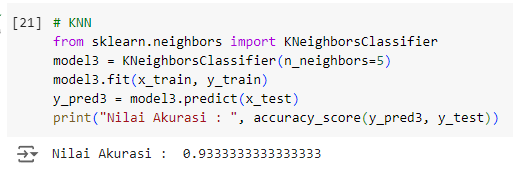 [21] # KNN
from sklearn.neighbors import KNeighborsClassifier
model3 = KNeighborsClassifier(n_neighbors=5)
model3.fit(x_train, y_train)
y_pred3 = model3.predict(x_test)
print("Nilai Akurasi : ", accuracy_score(y_pred3, y_test))
Nilai Akurasi :  0.9333333333333333